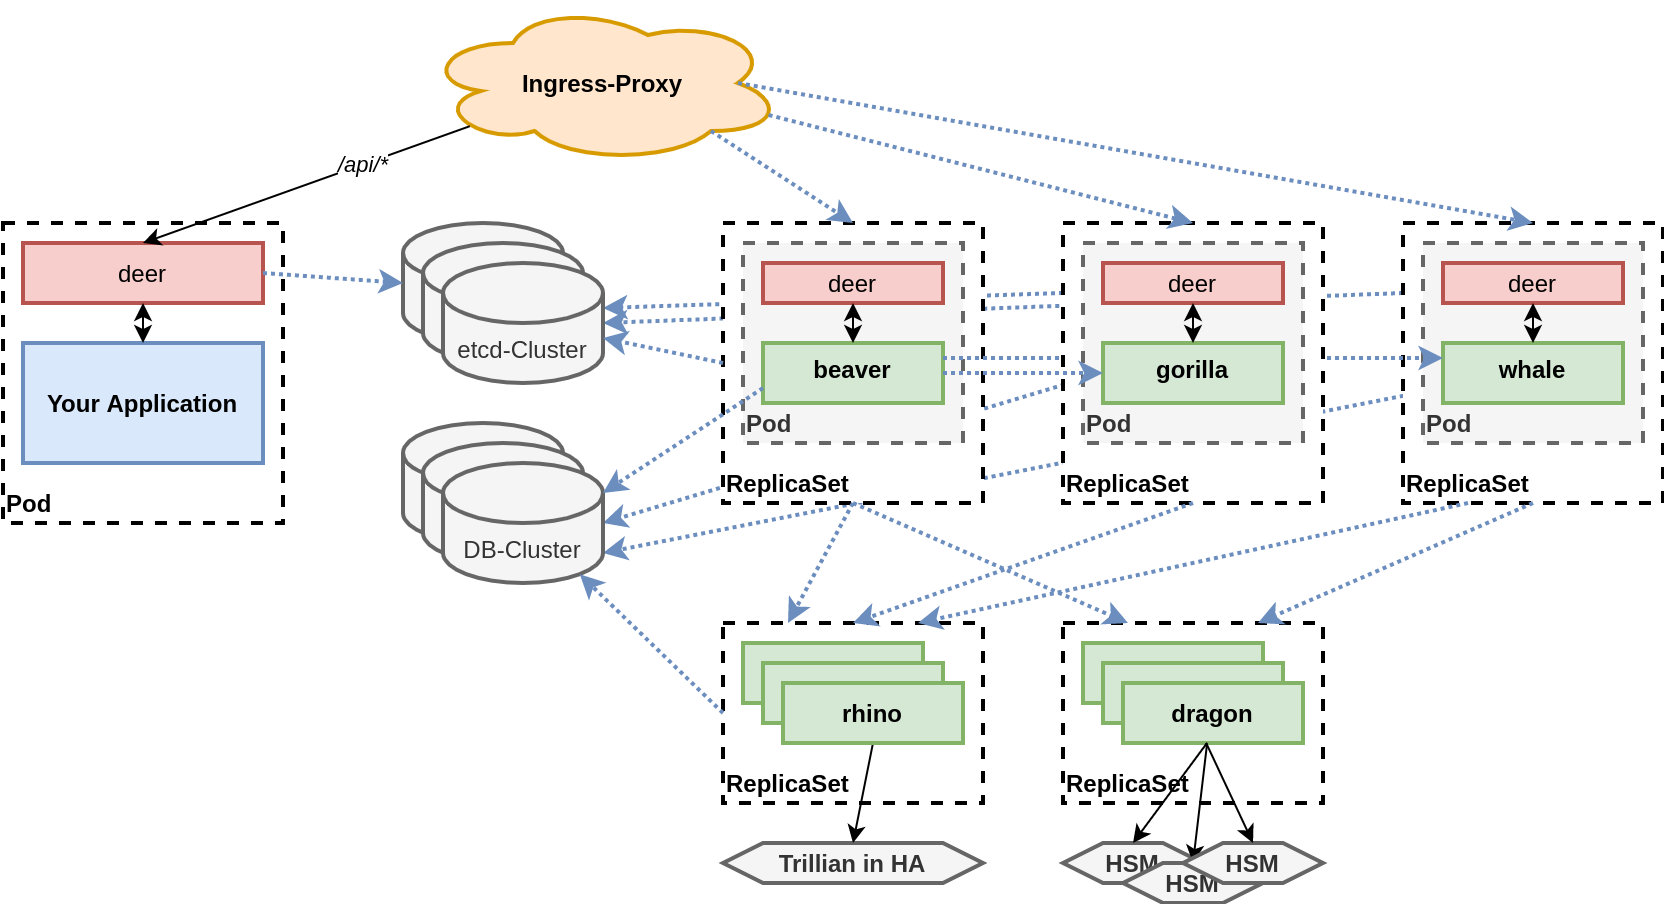 Ingress-Proxy
/api/*
deer
Your Application
Pod
etcd-Cluster
DB-Cluster
deer
beaver
Pod
ReplicaSet
deer
gorilla
Pod
ReplicaSet
deer
whale
Pod
ReplicaSet
rhino
ReplicaSet
dragon
ReplicaSet
Trillian in HA
HSM
HSM
HSM